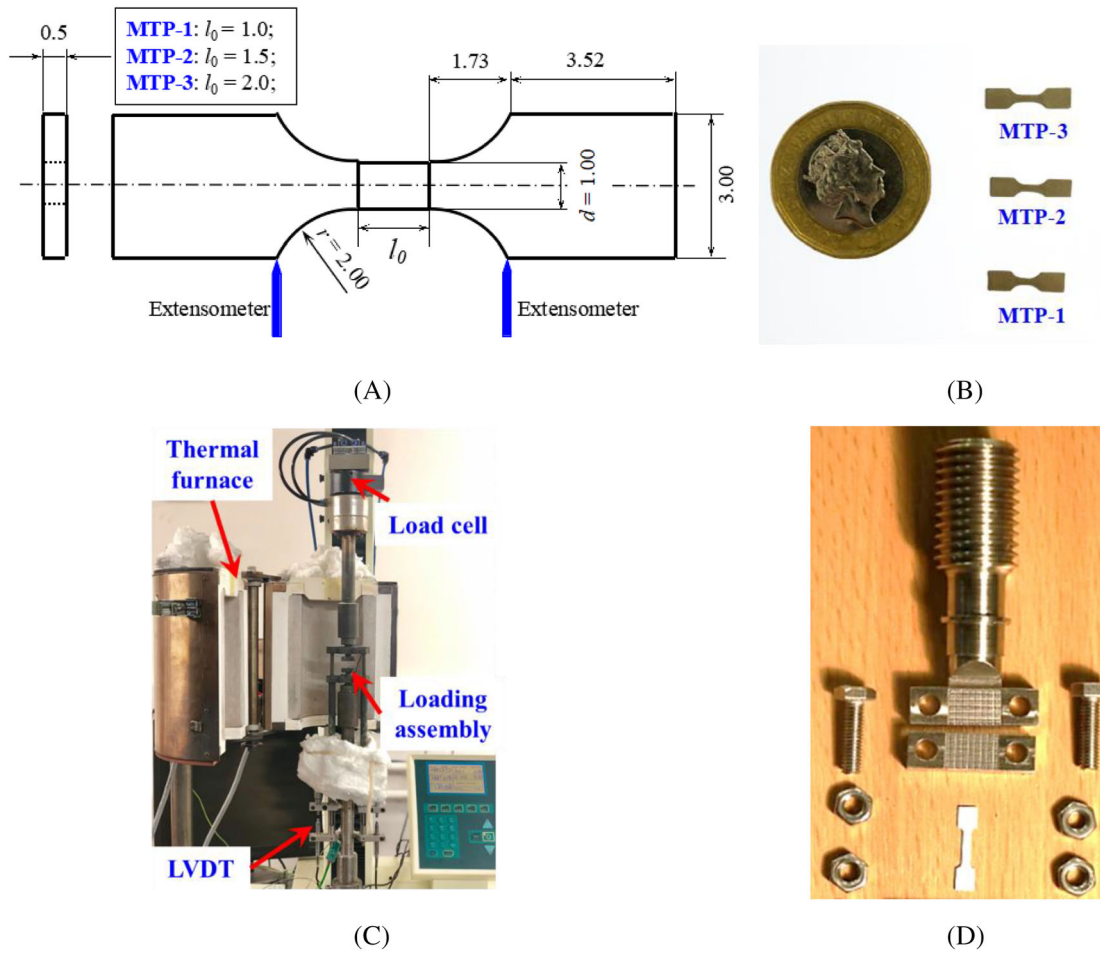 0.5
MTP-1: l₀ = 1.0;
MTP-2: l₀ = 1.5;
MTP-3: l₀ = 2.0;
1.73
3.52
d = 1.00
3.00
r = 2.00
l₀
Extensometer
Extensometer
(A)
MTP-3
MTP-2
MTP-1
(B)
Thermal
furnace
Load cell
Loading
assembly
LVDT
(C)
(D)